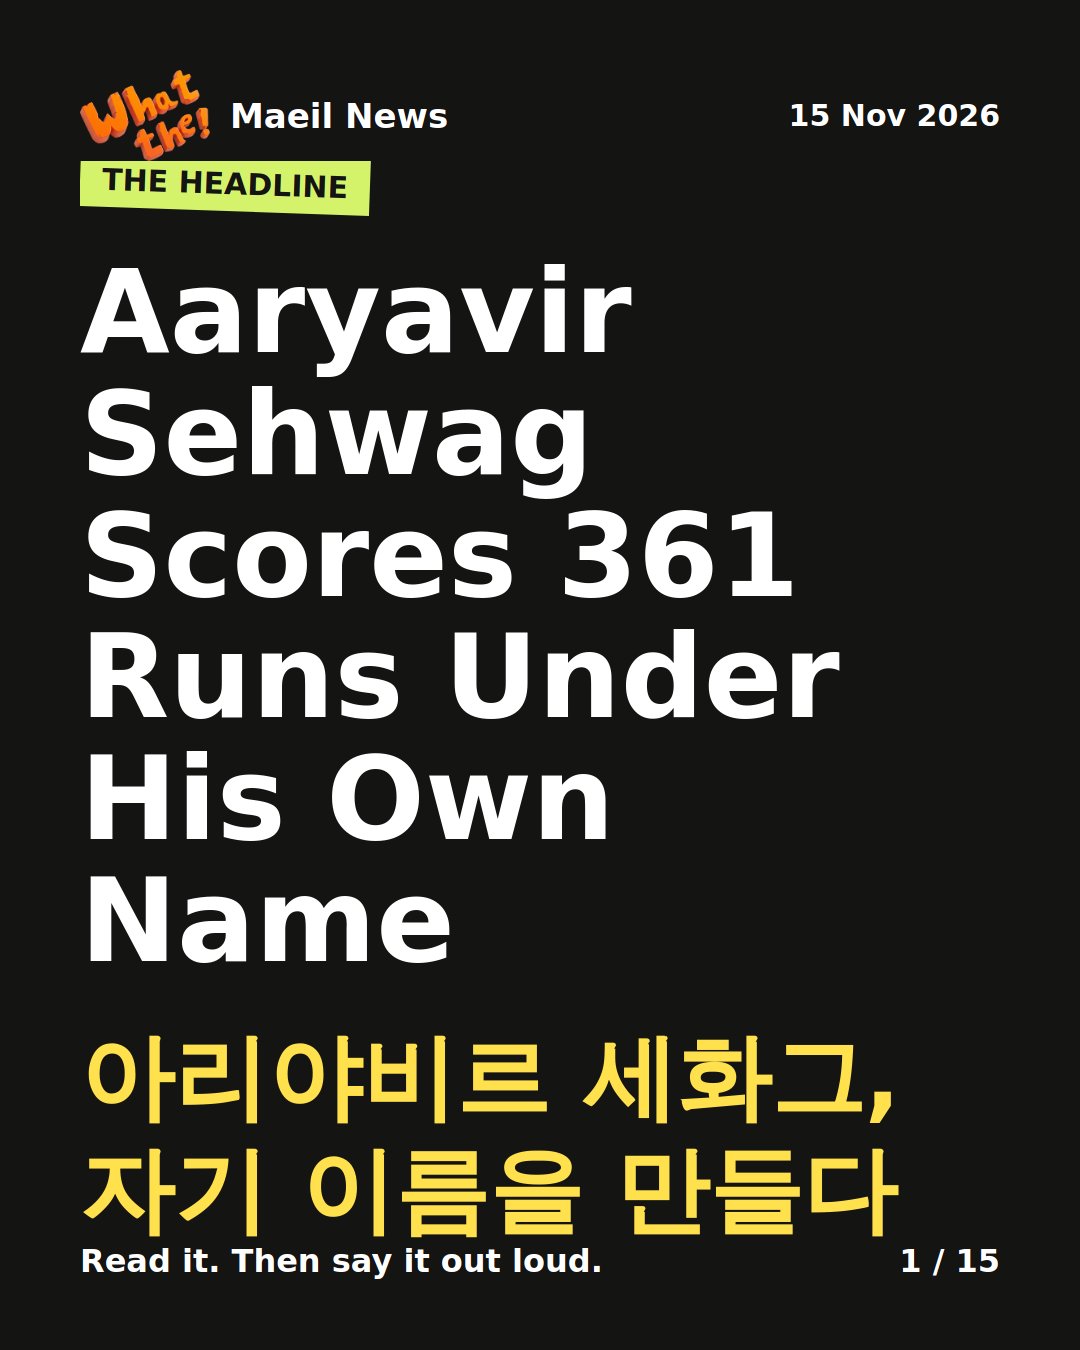 What the!
Maeil News
15 Nov 2026
THE HEADLINE
Aaryavir
Sehwag
Scores 361
Runs Under
His Own
Name
아리야비르 세화그,
자기 이름을 만들다
Read it. Then say it out loud.
1 / 15